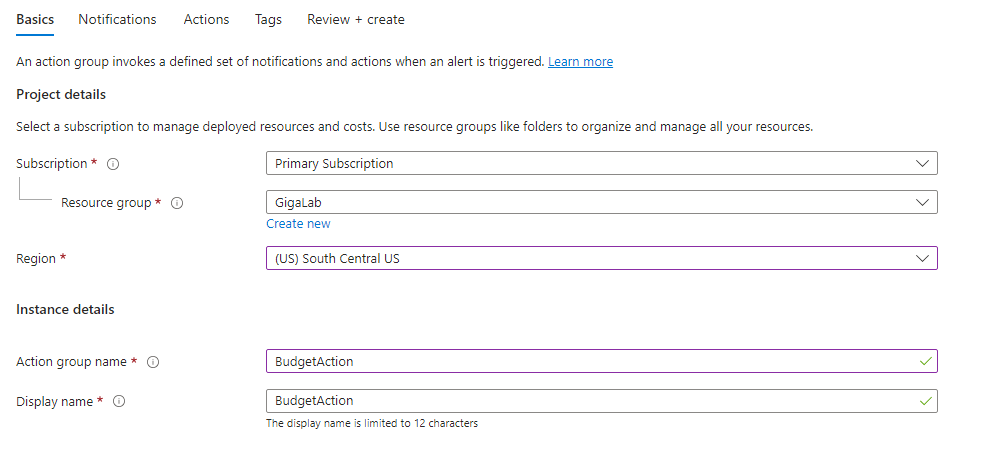 Basics Notifications Actions Tags Review + create
An action group invokes a defined set of notifications and actions when an alert is triggered. Learn more
Project details
Select a subscription to manage deployed resources and costs. Use resource groups like folders to organize and manage all your resources.
Subscription * Primary Subscription
Resource group * GigaLab
Create new
Region * (US) South Central US
Instance details
Action group name * BudgetAction
Display name * BudgetAction
The display name is limited to 12 characters